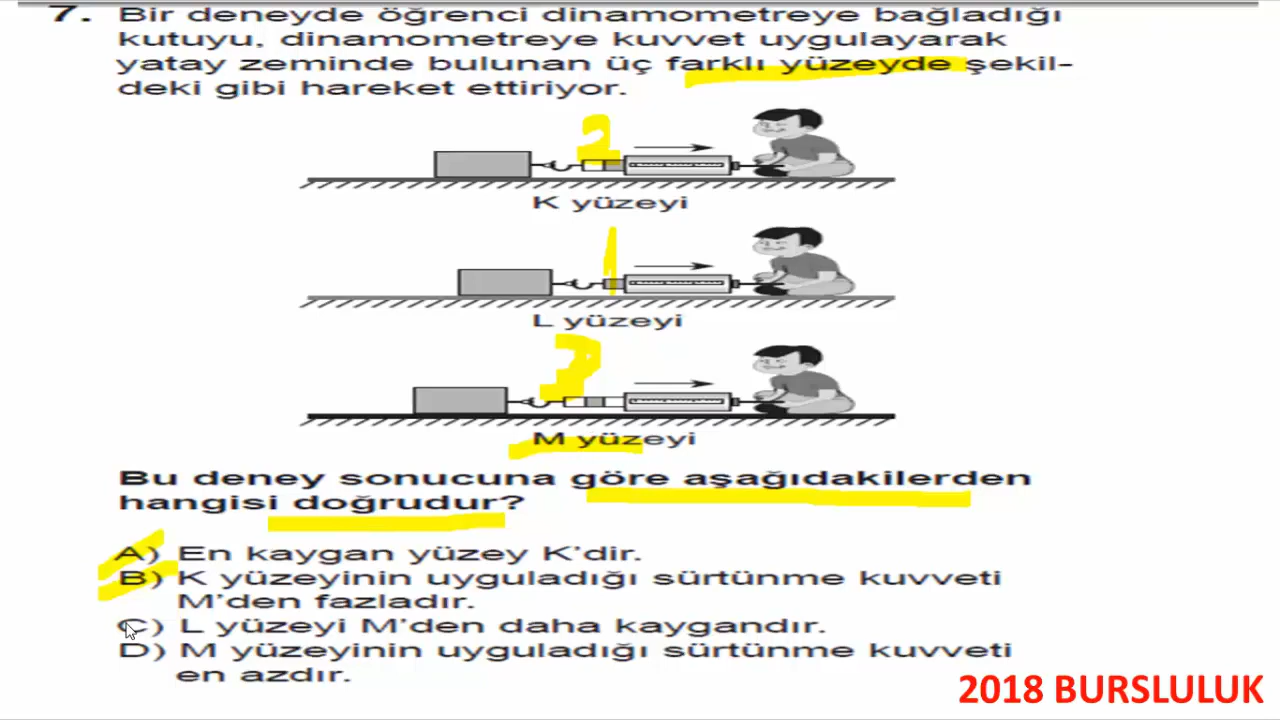 7. Bir deneyde öğrenci dinamometreye bağladığı
kutuyu, dinamometreye kuvvet uygulayarak
yatay zeminde bulunan üç farklı yüzeyde şekil-
deki gibi hareket ettiriyor.
2
K yüzeyi
1
L yüzeyi
3
M yüzeyi
Bu deney sonucuna göre aşağıdakilerden
hangisi doğrudur?
A) En kaygan yüzey K'dir.
B) K yüzeyinin uyguladığı sürtünme kuvveti
M'den fazladır.
C) L yüzeyi M'den daha kaygandır.
D) M yüzeyinin uyguladığı sürtünme kuvveti
en azdır.
2018 BURSLULUK